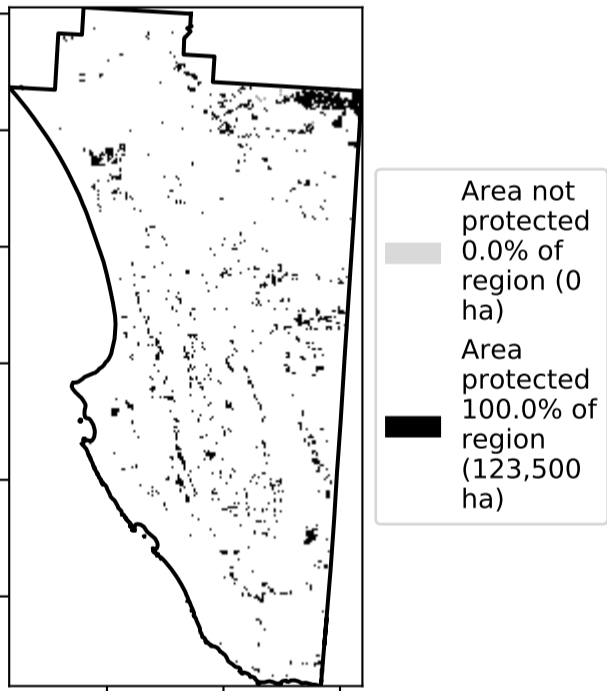 Area not
protected
0.0% of
region (0
ha)
Area
protected
100.0% of
region
(123,500
ha)